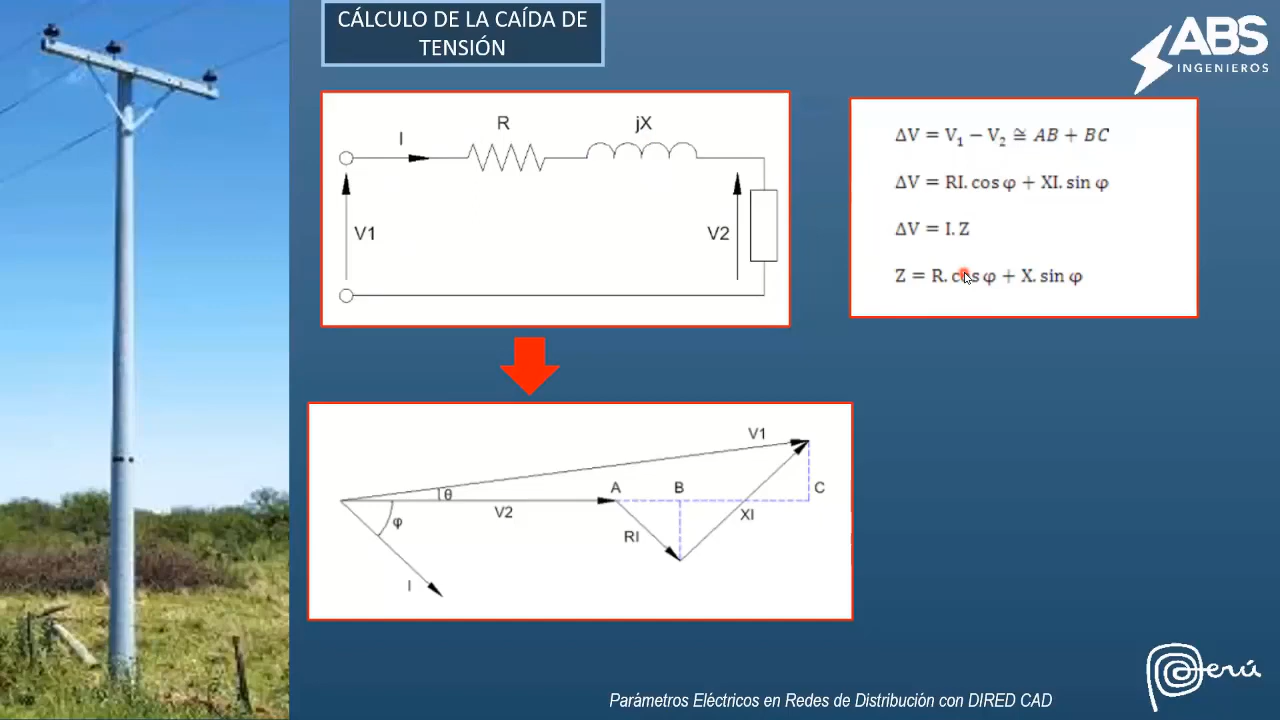 CÁLCULO DE LA CAÍDA DE
TENSIÓN
ABS
INGENIEROS
I
R
jX
V1
V2
ΔV = V₁ − V₂ ≅ AB + BC
ΔV = RI. cos φ + XI. sin φ
ΔV = I. Z
Z = R. cos φ + X. sin φ
V1
θ
A
B
C
V2
φ
RI
XI
I
Perú
Parámetros Eléctricos en Redes de Distribución con DIRED CAD